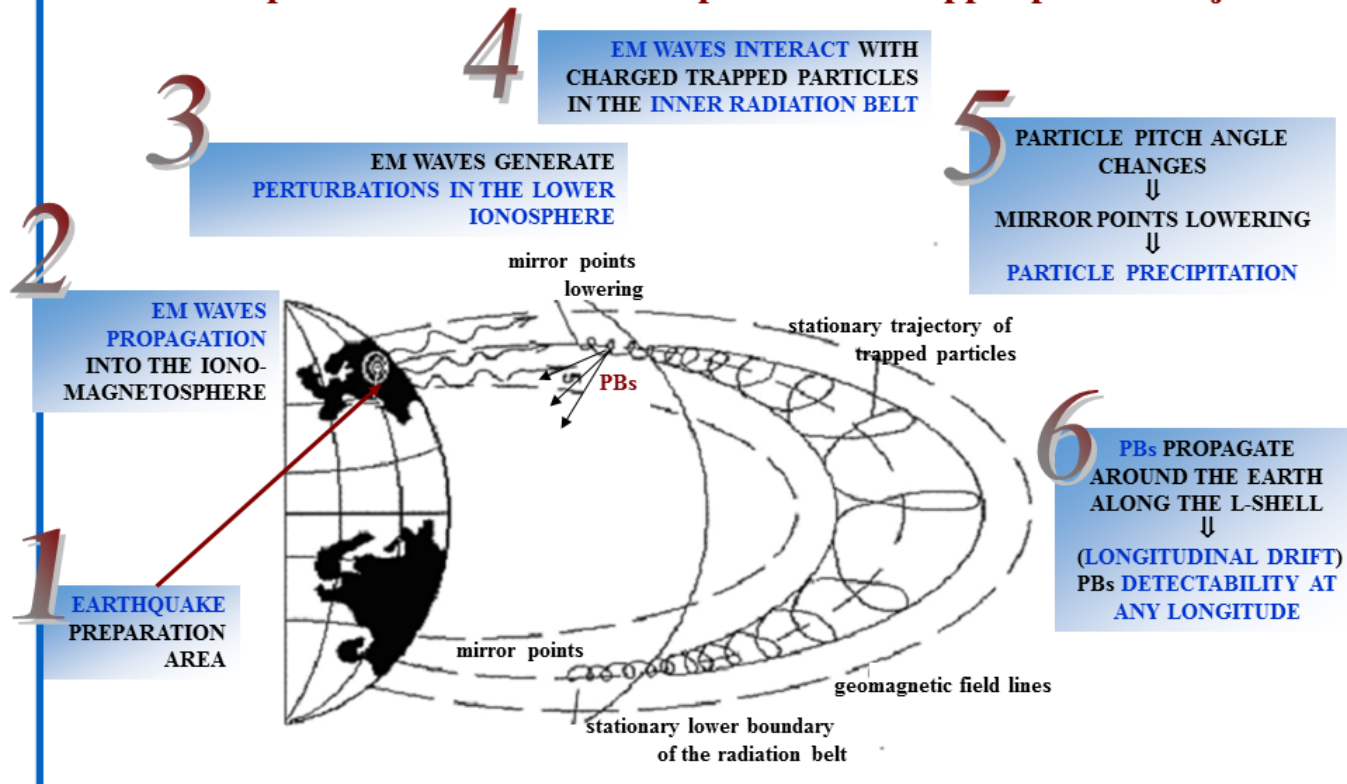 4
EM WAVES INTERACT WITH
CHARGED TRAPPED PARTICLES
IN THE INNER RADIATION BELT
3
EM WAVES GENERATE
PERTURBATIONS IN THE LOWER
IONOSPHERE
5
PARTICLE PITCH ANGLE
CHANGES
⇓
MIRROR POINTS LOWERING
⇓
PARTICLE PRECIPITATION
2
EM WAVES
PROPAGATION
INTO THE IONO-
MAGNETOSPHERE
mirror points
lowering
stationary trajectory of
trapped particles
PBs
6
PBs PROPAGATE
AROUND THE EARTH
ALONG THE L-SHELL
⇓
(LONGITUDINAL DRIFT)
PBs DETECTABILITY AT
ANY LONGITUDE
1
EARTHQUAKE
PREPARATION
AREA
mirror points
geomagnetic field lines
stationary lower boundary
of the radiation belt